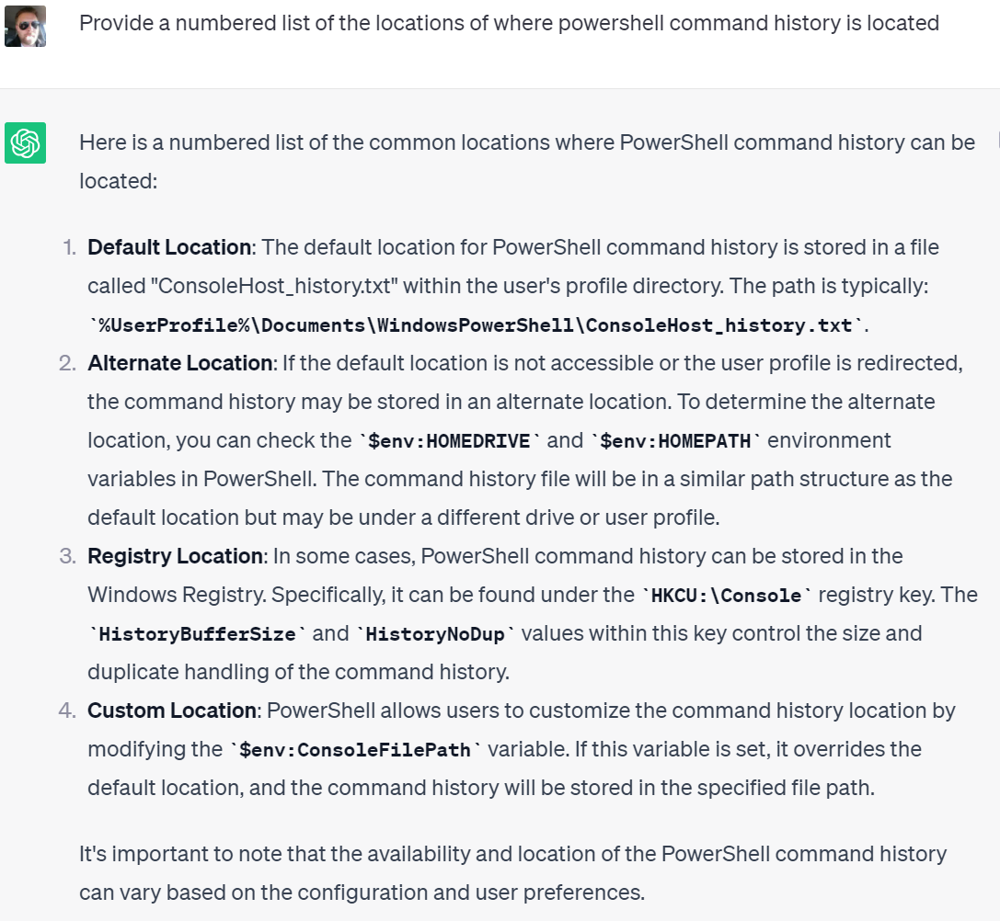 Provide a numbered list of the locations of where powershell command history is located
Here is a numbered list of the common locations where PowerShell command history can be
located:
1. Default Location: The default location for PowerShell command history is stored in a file
called "ConsoleHost_history.txt" within the user's profile directory. The path is typically:
`%UserProfile%\Documents\WindowsPowerShell\ConsoleHost_history.txt`.
2. Alternate Location: If the default location is not accessible or the user profile is redirected,
the command history may be stored in an alternate location. To determine the alternate
location, you can check the `$env:HOMEDRIVE` and `$env:HOMEPATH` environment
variables in PowerShell. The command history file will be in a similar path structure as the
default location but may be under a different drive or user profile.
3. Registry Location: In some cases, PowerShell command history can be stored in the
Windows Registry. Specifically, it can be found under the `HKCU:\Console` registry key. The
`HistoryBufferSize` and `HistoryNoDup` values within this key control the size and
duplicate handling of the command history.
4. Custom Location: PowerShell allows users to customize the command history location by
modifying the `$env:ConsoleFilePath` variable. If this variable is set, it overrides the
default location, and the command history will be stored in the specified file path.
It's important to note that the availability and location of the PowerShell command history
can vary based on the configuration and user preferences.